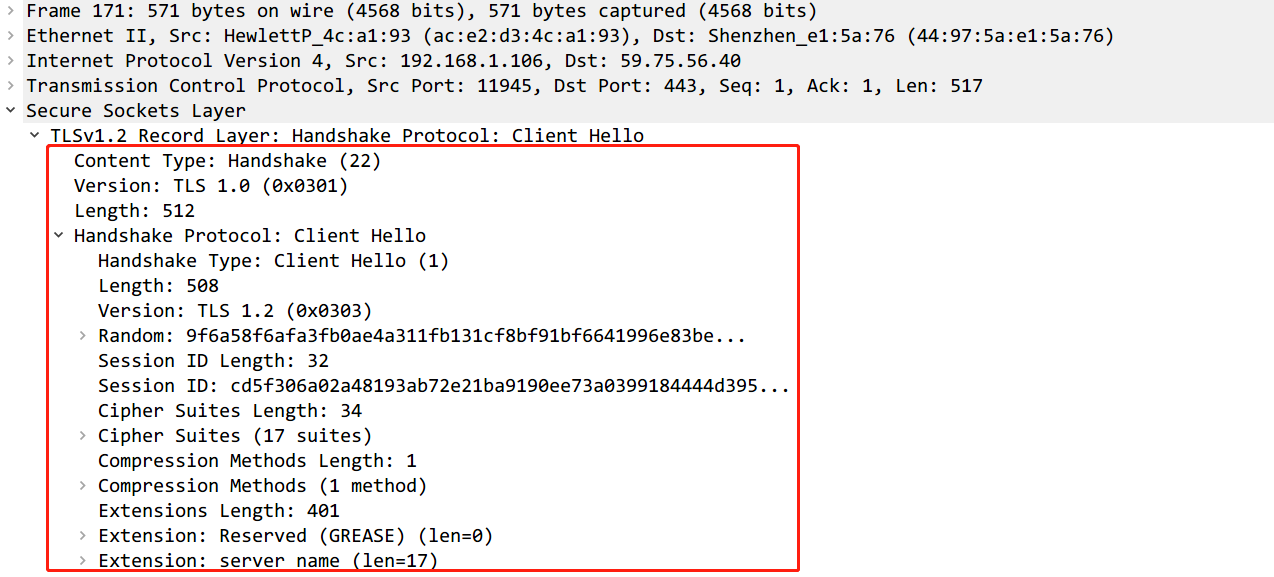 Frame 171: 571 bytes on wire (4568 bits), 571 bytes captured (4568 bits)
Ethernet II, Src: HewlettP_4c:a1:93 (ac:e2:d3:4c:a1:93), Dst: Shenzhen_e1:5a:76 (44:97:5a:e1:5a:76)
Internet Protocol Version 4, Src: 192.168.1.106, Dst: 59.75.56.40
Transmission Control Protocol, Src Port: 11945, Dst Port: 443, Seq: 1, Ack: 1, Len: 517
Secure Sockets Layer
TLSv1.2 Record Layer: Handshake Protocol: Client Hello
Content Type: Handshake (22)
Version: TLS 1.0 (0x0301)
Length: 512
Handshake Protocol: Client Hello
Handshake Type: Client Hello (1)
Length: 508
Version: TLS 1.2 (0x0303)
Random: 9f6a58f6afa3fb0ae4a311fb131cf8bf91bf6641996e83be...
Session ID Length: 32
Session ID: cd5f306a02a48193ab72e21ba9190ee73a0399184444d395...
Cipher Suites Length: 34
Cipher Suites (17 suites)
Compression Methods Length: 1
Compression Methods (1 method)
Extensions Length: 401
Extension: Reserved (GREASE) (len=0)
Extension: server name (len=17)